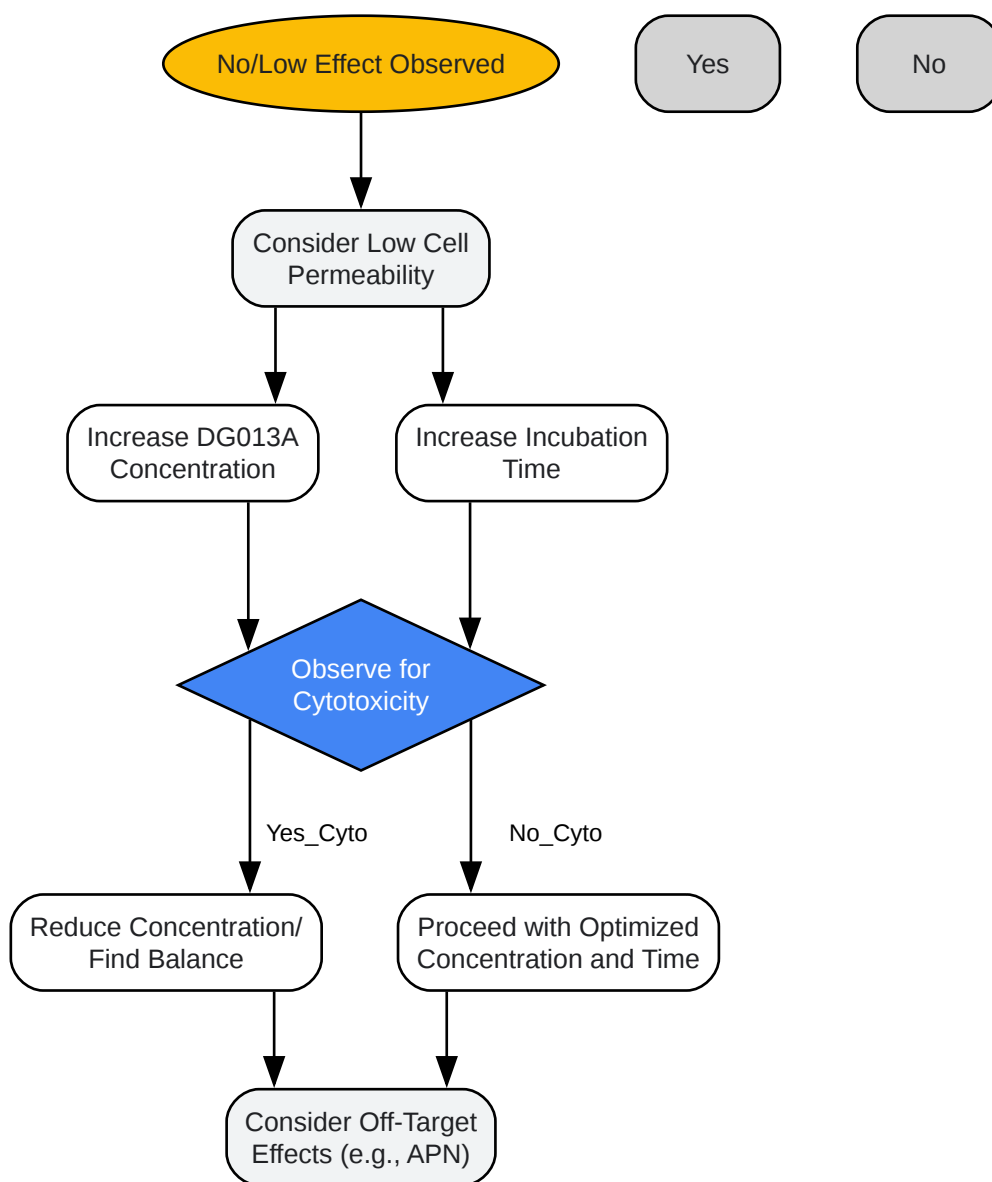 No/Low Effect Observed
Yes
No
Consider Low Cell
Permeability
Increase DG013A
Concentration
Increase Incubation
Time
Observe for
Cytotoxicity
Yes_Cyto
No_Cyto
Reduce Concentration/
Find Balance
Proceed with Optimized
Concentration and Time
Consider Off-Target
Effects (e.g., APN)